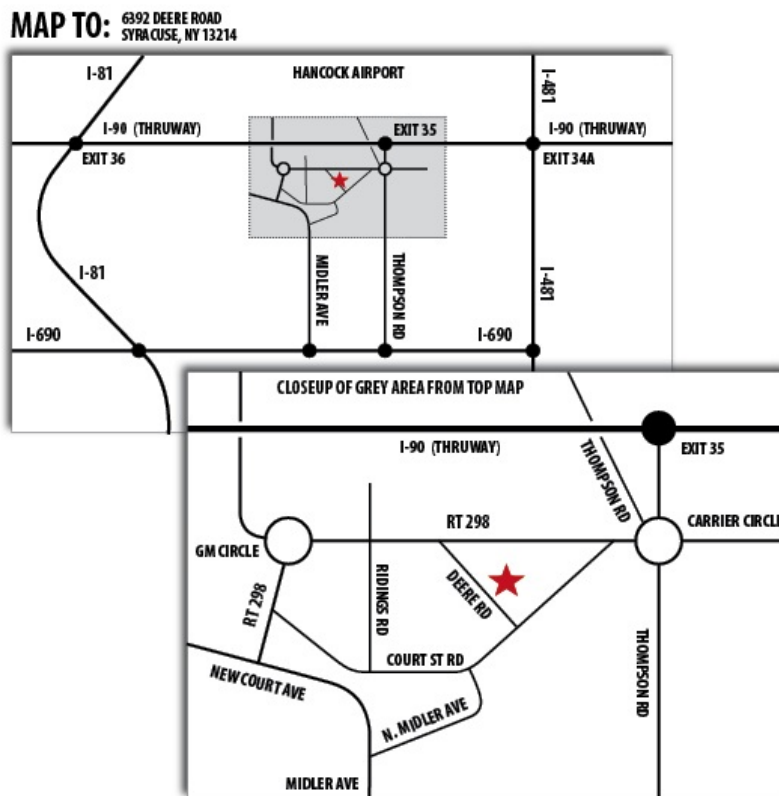 MAP TO: 6392 DEERE ROAD
SYRACUSE, NY 13214
I-81
HANCOCK AIRPORT
I-481
I-90 (THRUWAY)
EXIT 35
I-90 (THRUWAY)
EXIT 36
EXIT 34A
I-81
MIDLER AVE
THOMPSON RD
I-481
I-690
I-690
CLOSEUP OF GREY AREA FROM TOP MAP
I-90 (THRUWAY)
EXIT 35
THOMPSON RD
RT 298
CARRIER CIRCLE
GM CIRCLE
RT 298
RIDINGS RD
DEERE RD
COURT ST RD
THOMPSON RD
NEW COURT AVE
N. MIDLER AVE
MIDLER AVE